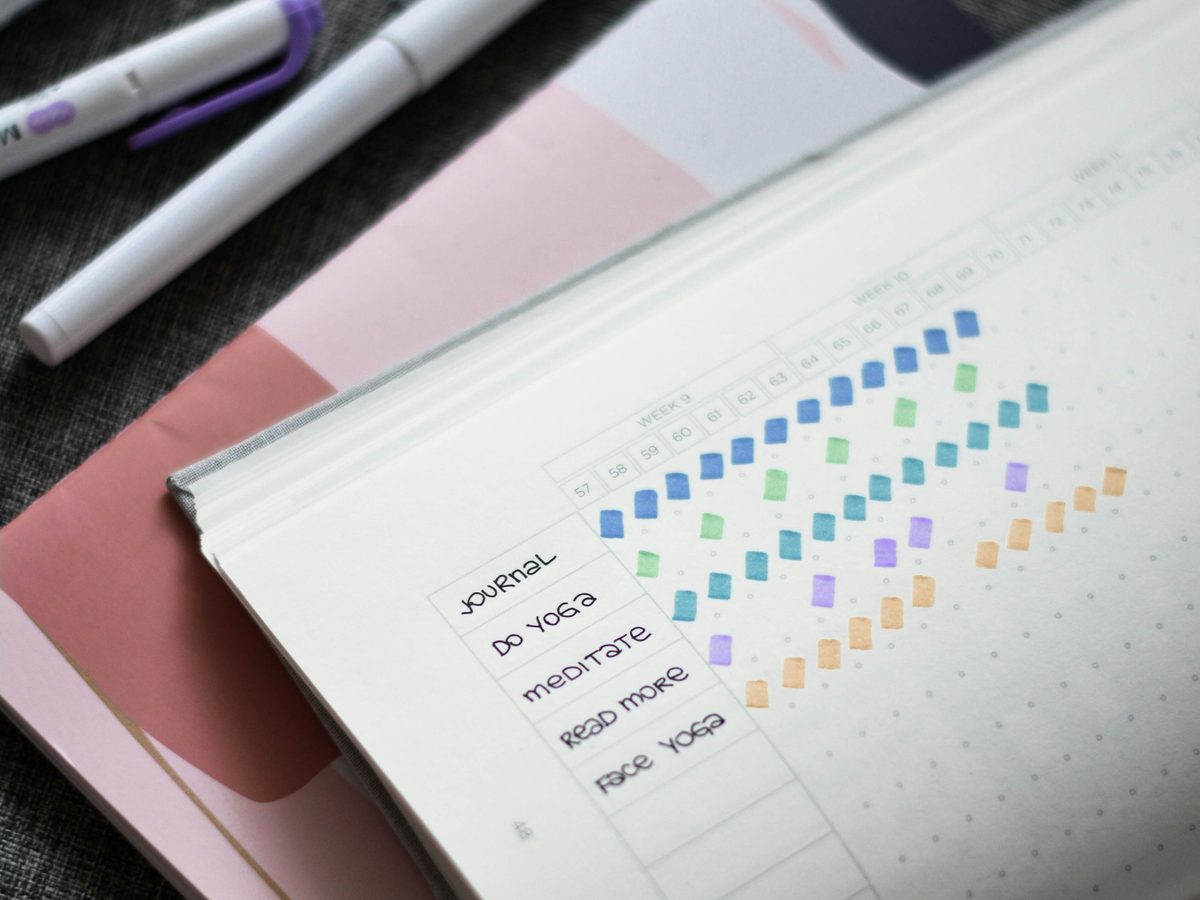 WEEK 9
WEEK 10
WEEK 11
57 58 59 60 61 62 63 64 65 66 67 68 69 70 71 72 73 74 75 76
JOURNAL
DO YOGA
MEDITATE
READ MORE
FACE YOGA